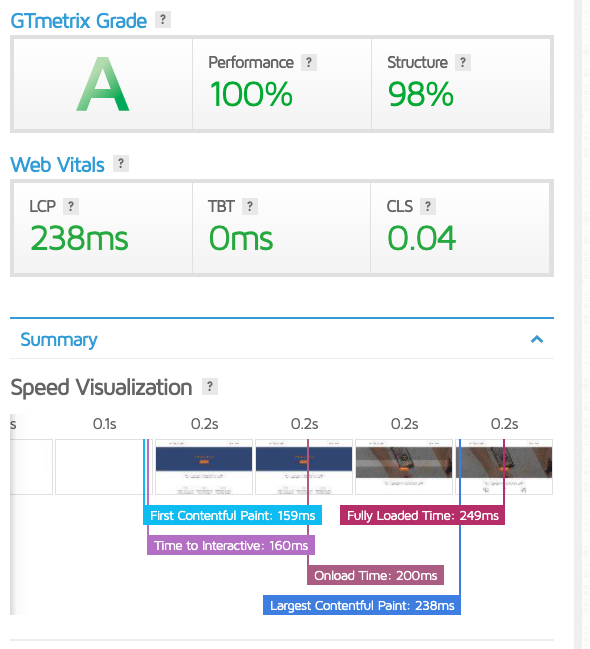 GTmetrix Grade ?
A
Performance ?
100%
Structure ?
98%
Web Vitals ?
LCP ?
238ms
TBT ?
0ms
CLS ?
0.04
Summary
Speed Visualization ?
s 0.1s 0.2s 0.2s 0.2s 0.2s
First Contentful Paint: 159ms
Fully Loaded Time: 249ms
Time to Interactive: 160ms
Onload Time: 200ms
Largest Contentful Paint: 238ms